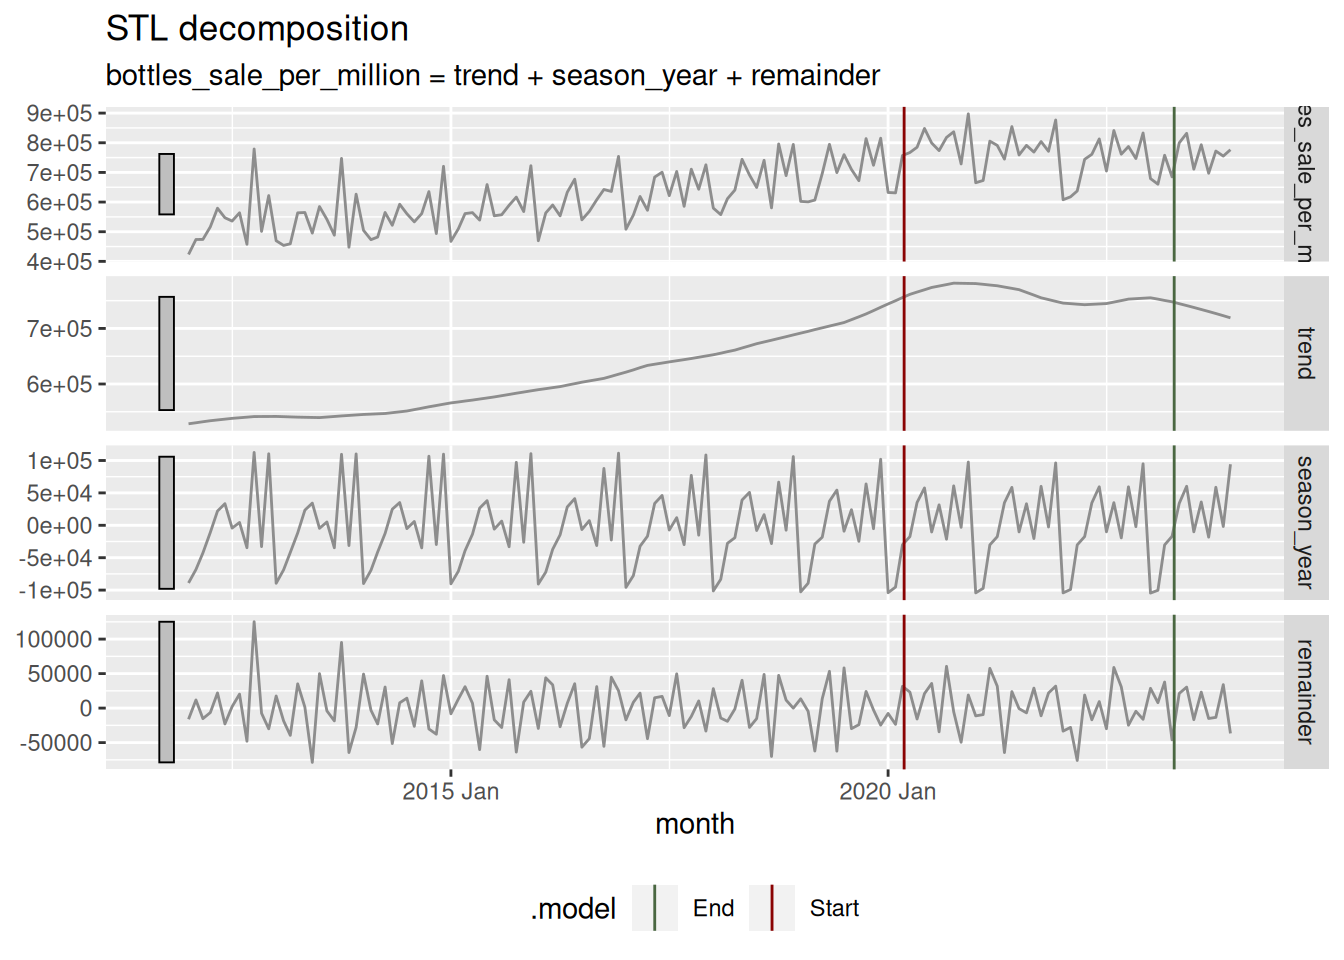 STL decomposition
bottles_sale_per_million = trend + season_year + remainder
9e+05
8e+05
7e+05
6e+05
5e+05
4e+05
es_sale_per_m
7e+05
6e+05
trend
1e+05
5e+04
0e+00
-5e+04
-1e+05
season_year
100000
50000
0
-50000
remainder
2015 Jan
2020 Jan
month
.model
End
Start